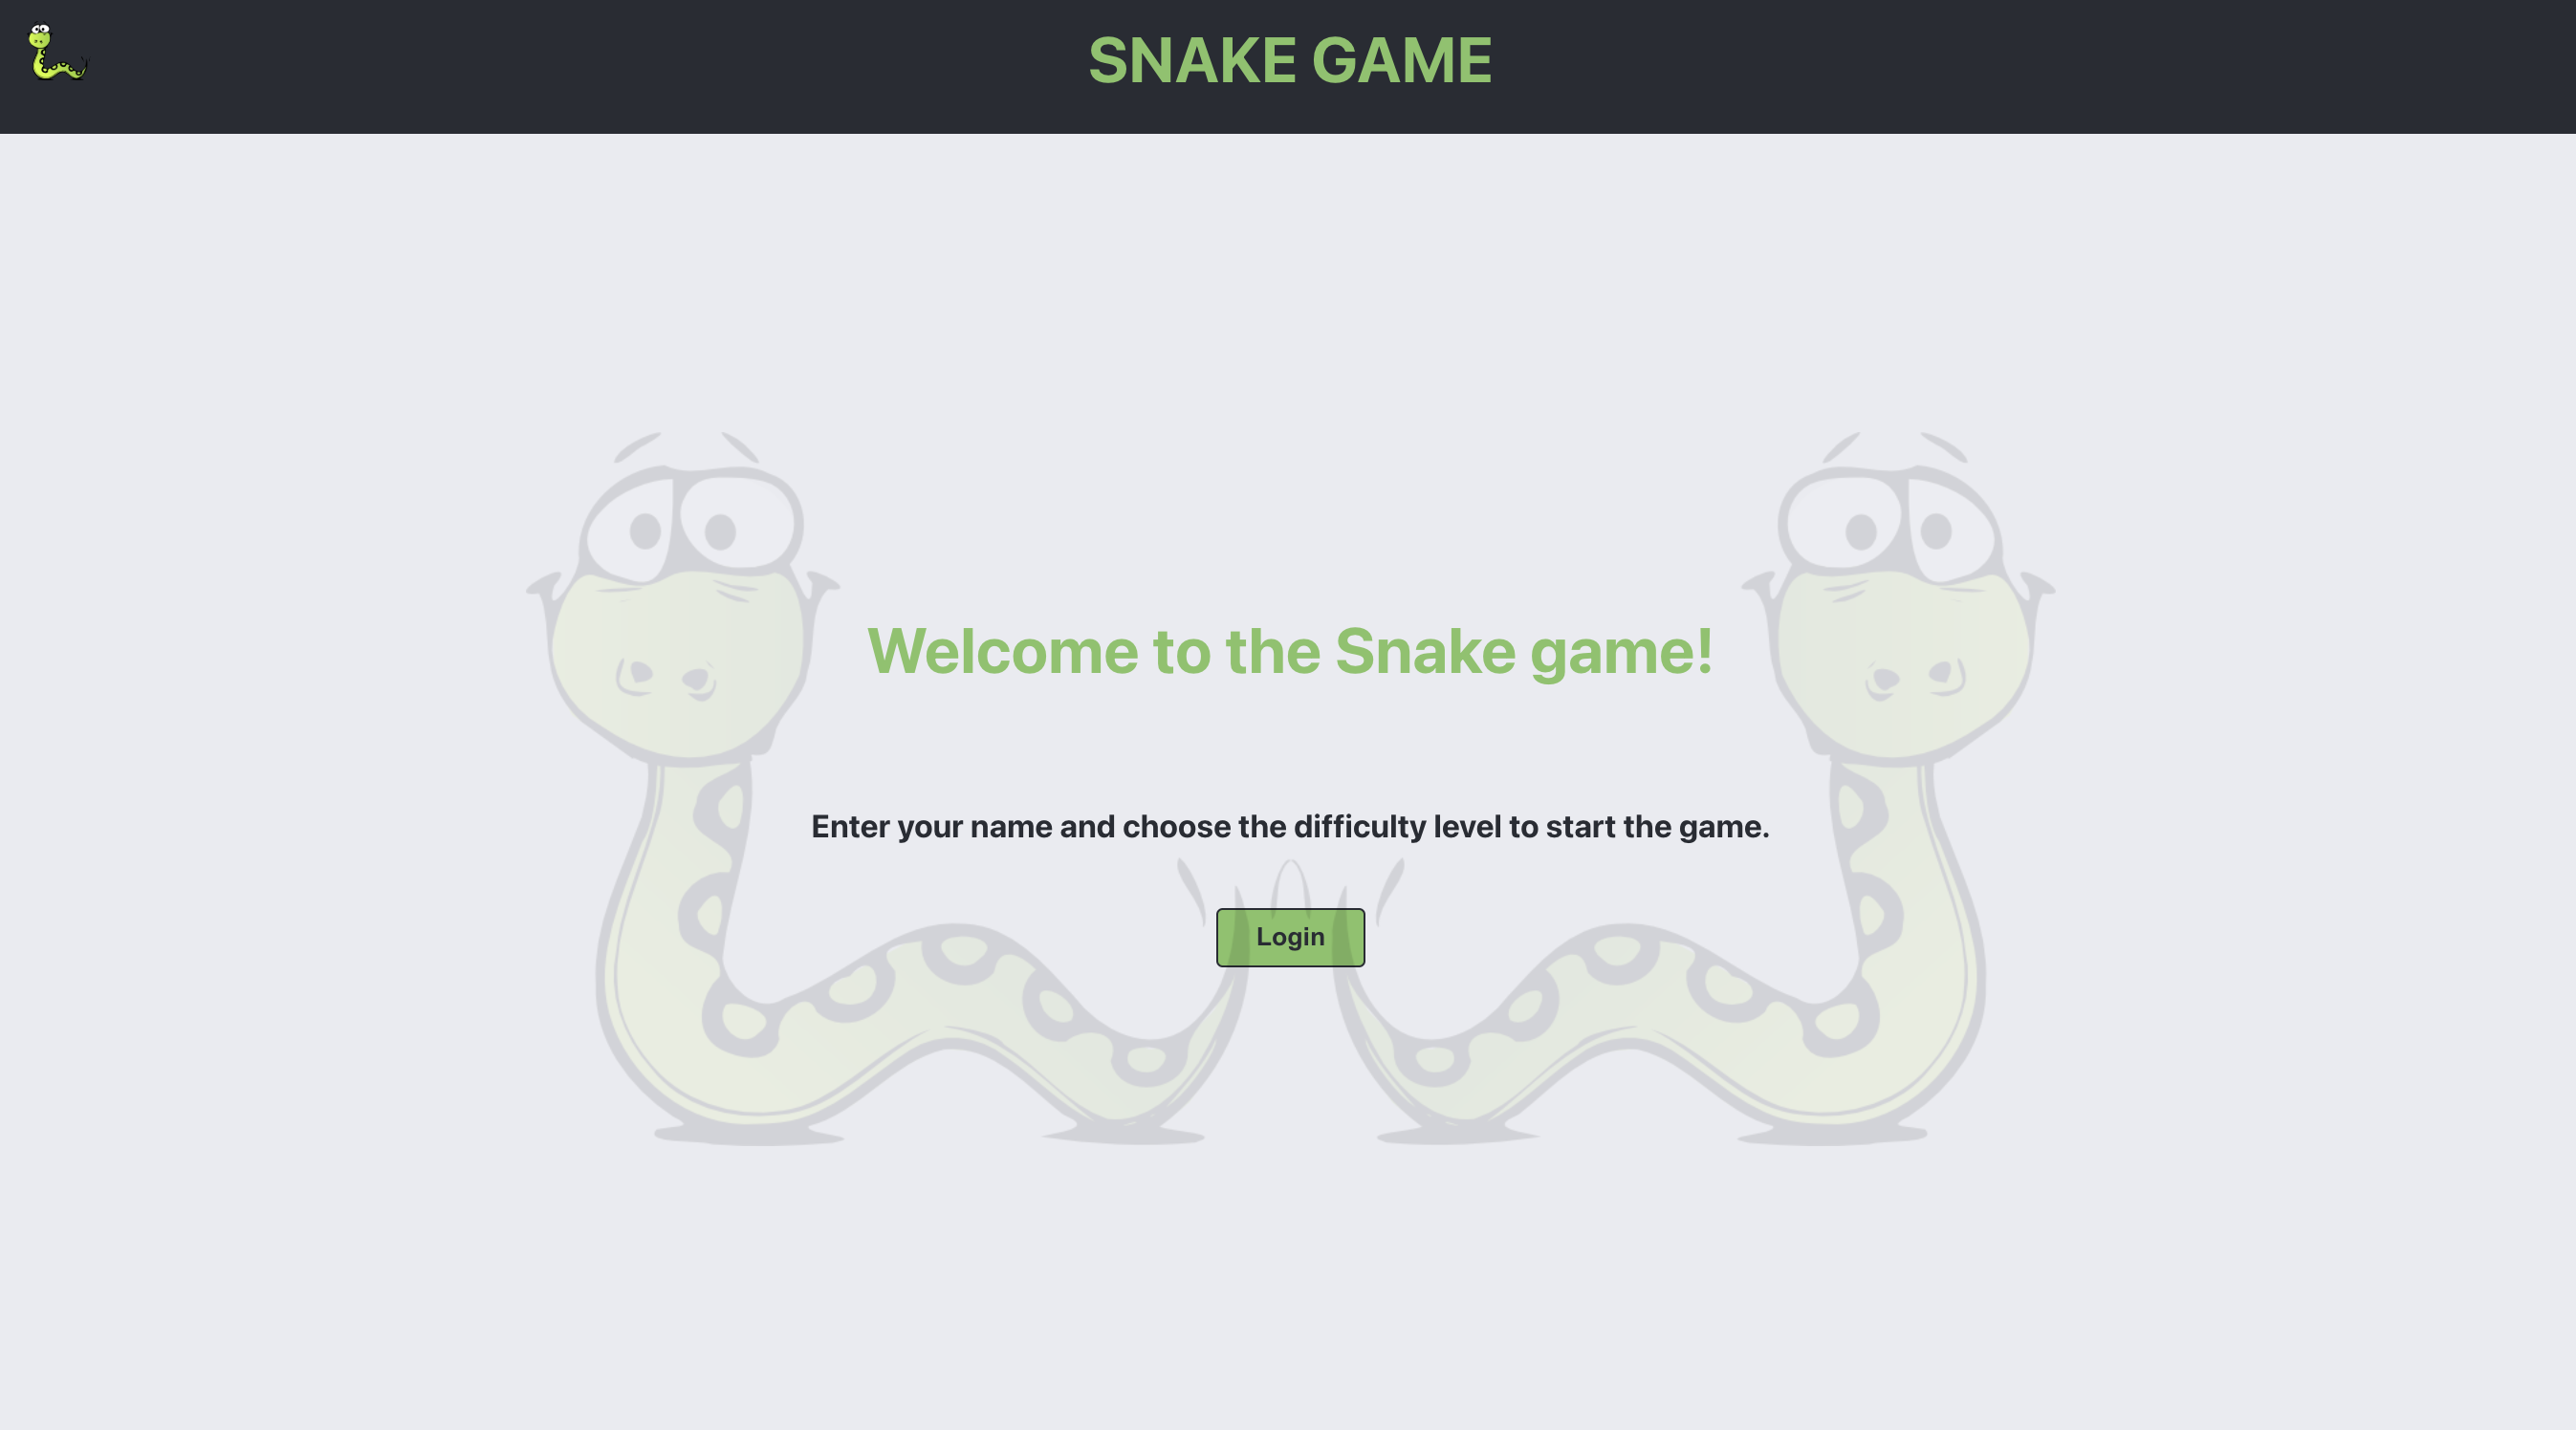 SNAKE GAME
Welcome to the Snake game!
Enter your name and choose the difficulty level to start the game.
Login